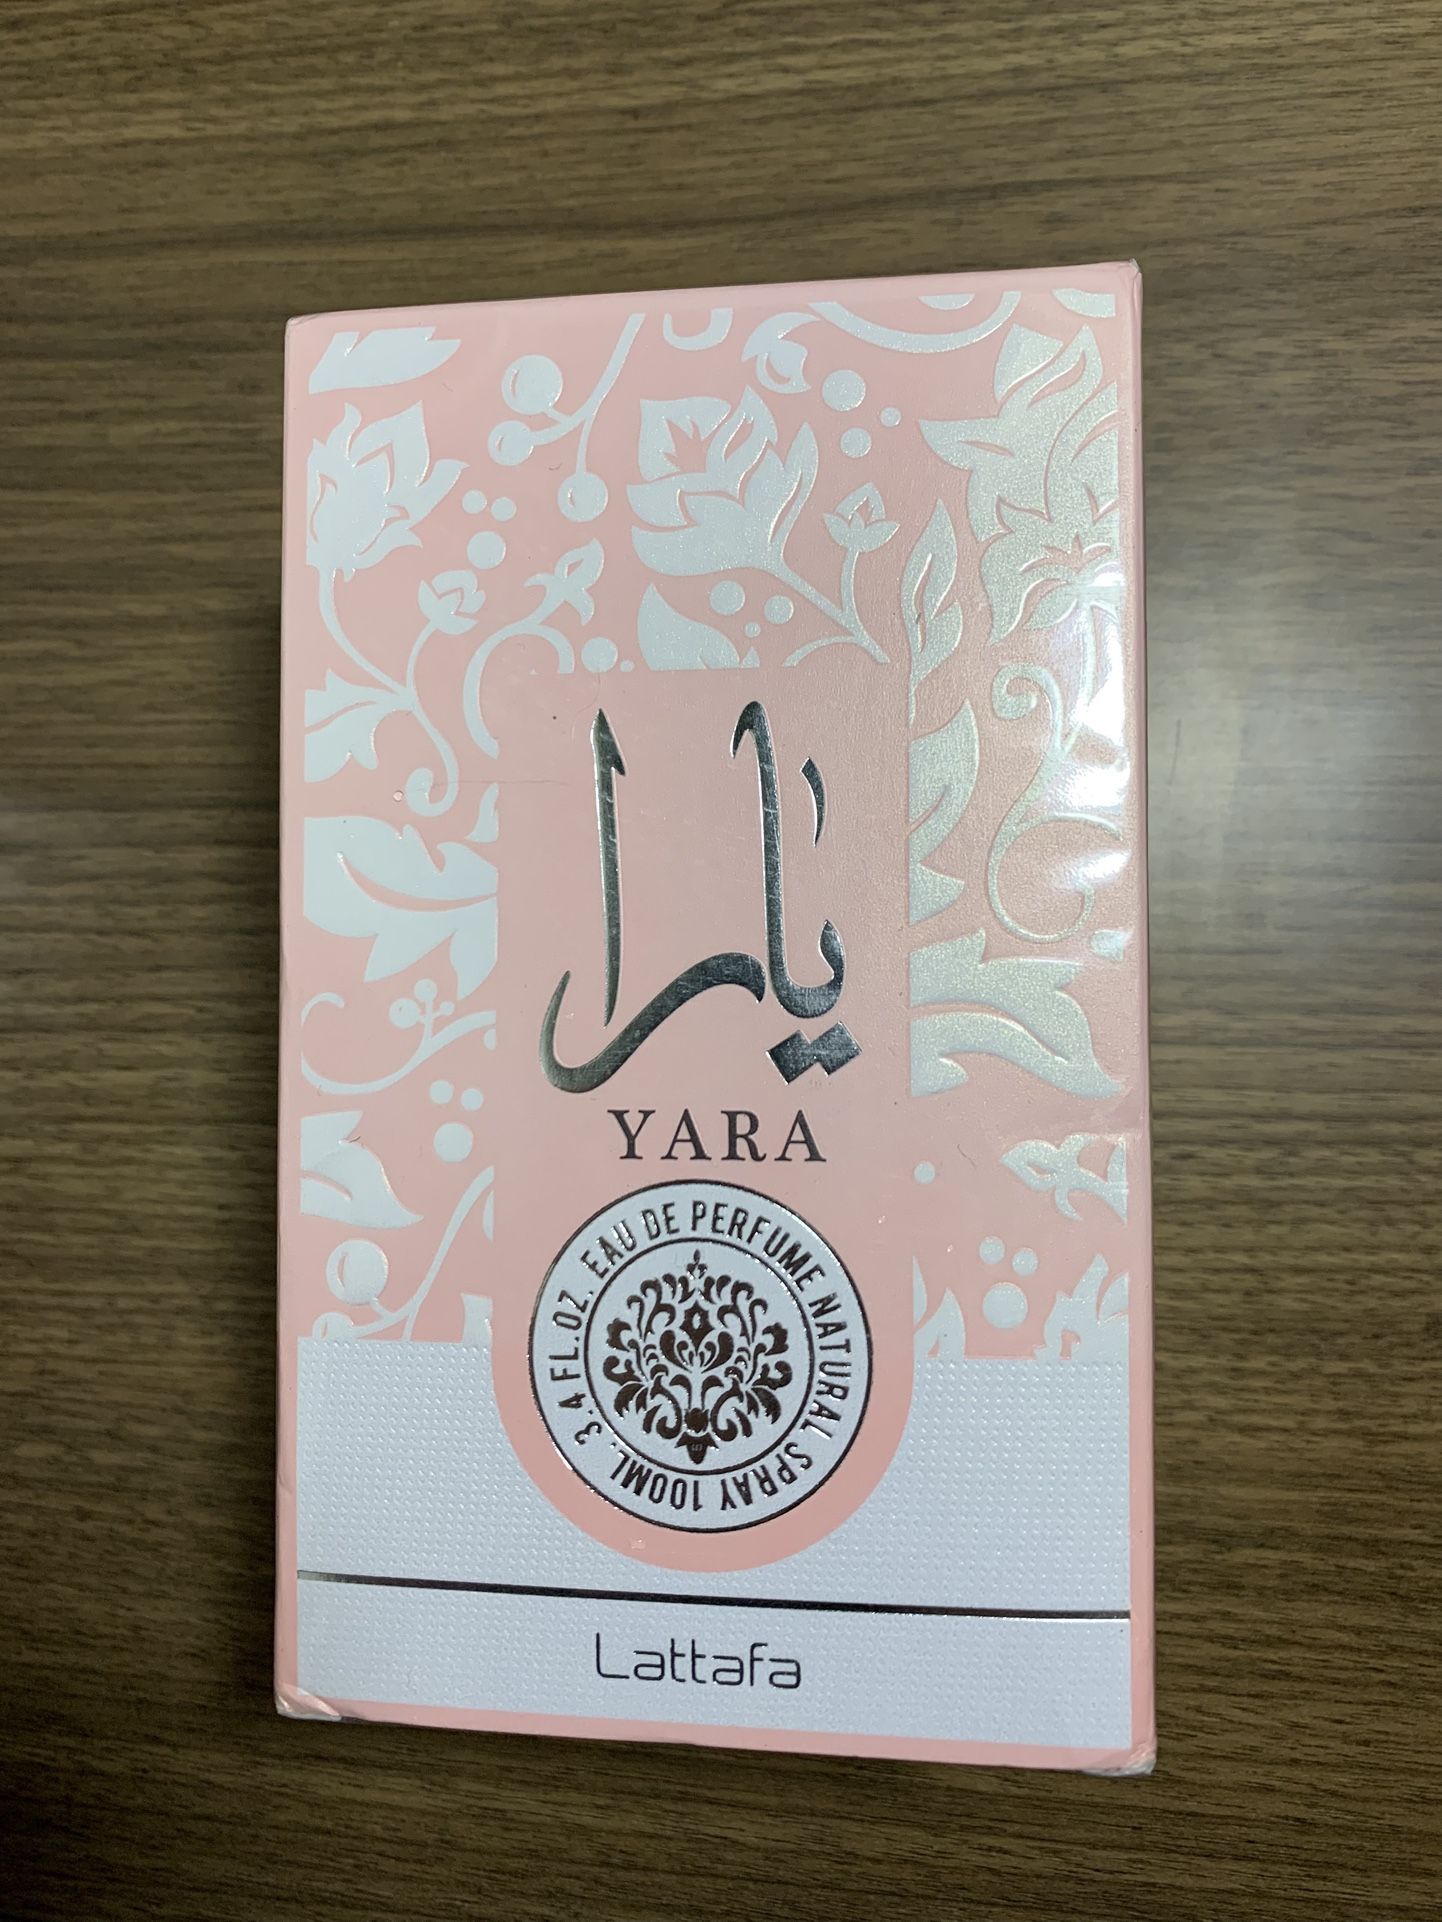 يارا
YARA
EAU DE PERFUME NATURAL SPRAY 100ML. 3.4 FL.OZ.
Lattafa